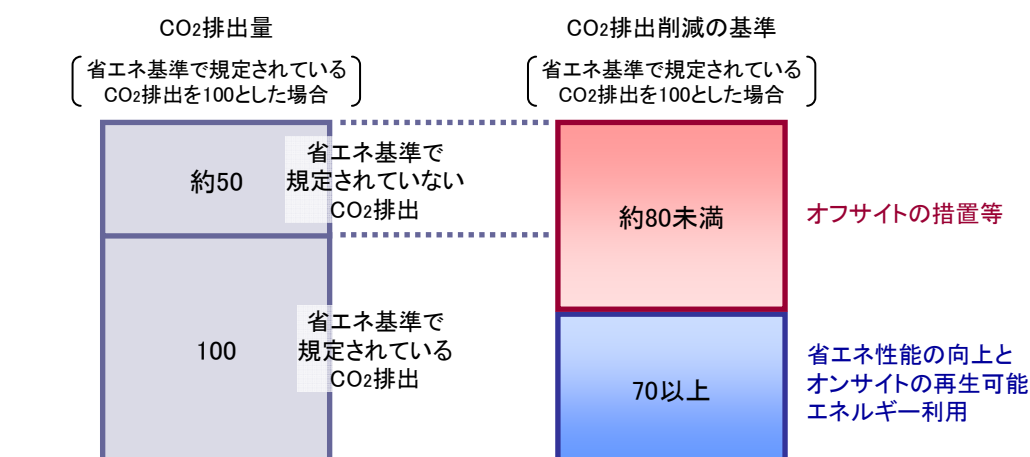 CO2排出量
省エネ基準で規定されている
CO2排出を100とした場合
CO2排出削減の基準
省エネ基準で規定されている
CO2排出を100とした場合
約50
省エネ基準で
規定されていない
CO2排出
約80未満
オフサイトの措置等
100
省エネ基準で
規定されている
CO2排出
70以上
省エネ性能の向上と
オンサイトの再生可能
エネルギー利用